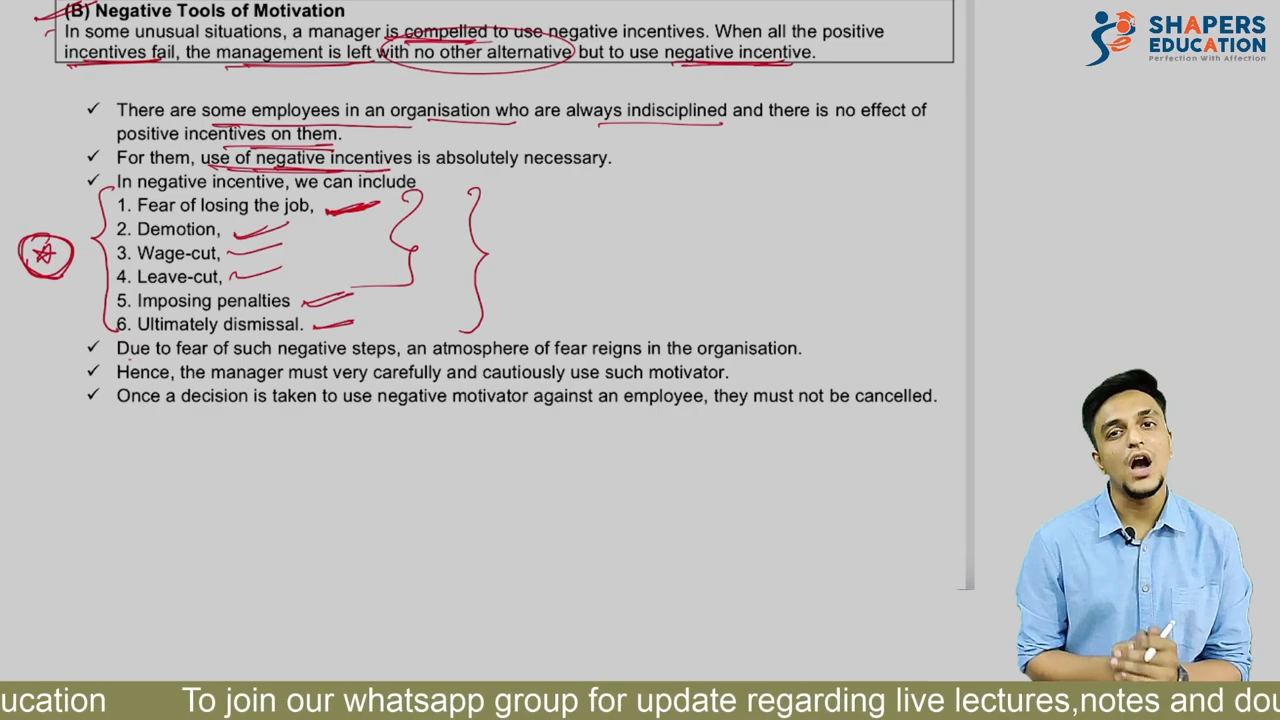 (B) Negative Tools of Motivation
In some unusual situations, a manager is compelled to use negative incentives. When all the positive
incentives fail, the management is left with no other alternative but to use negative incentive.
SHAPERS
EDUCATION
Perfection With Affection
✓ There are some employees in an organisation who are always indisciplined and there is no effect of
positive incentives on them.
✓ For them, use of negative incentives is absolutely necessary.
✓ In negative incentive, we can include
1. Fear of losing the job,
2. Demotion,
3. Wage-cut,
4. Leave-cut,
5. Imposing penalties
6. Ultimately dismissal.
✓ Due to fear of such negative steps, an atmosphere of fear reigns in the organisation.
✓ Hence, the manager must very carefully and cautiously use such motivator.
✓ Once a decision is taken to use negative motivator against an employee, they must not be cancelled.
ucation To join our whatsapp group for update regarding live lectures,notes and dou